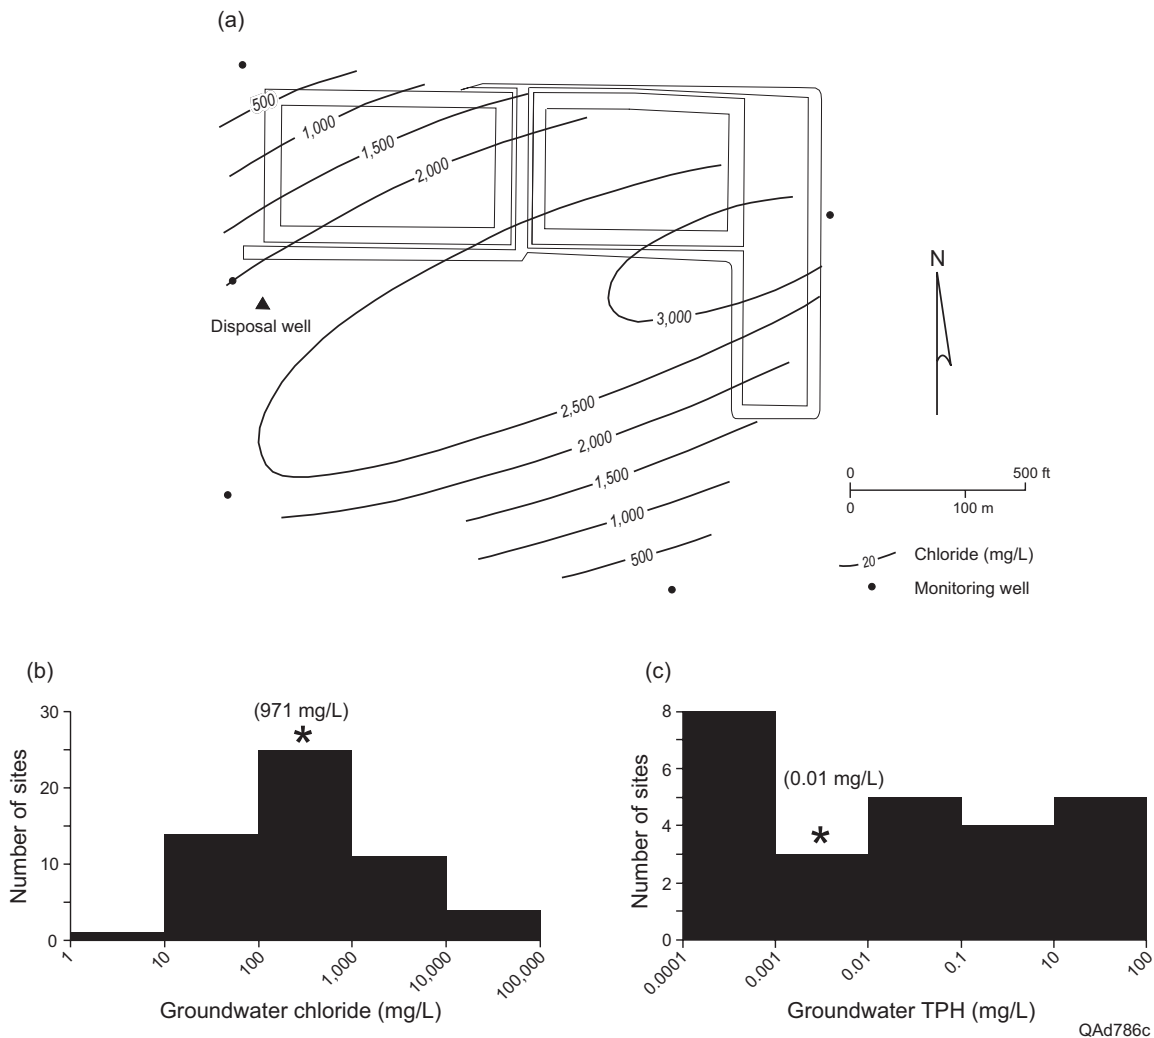 (a)
500
1,000
1,500
2,000
Disposal well
N
3,000
2,500
2,000
1,500
1,000
500
0 500 ft
0 100 m
20 Chloride (mg/L)
Monitoring well
(b)
(971 mg/L)
*
30
20
10
0
Number of sites
1 10 100 1,000 10,000 100,000
Groundwater chloride (mg/L)
(c)
(0.01 mg/L)
*
8
6
4
2
0
Number of sites
0.0001 0.001 0.01 0.1 10 100
Groundwater TPH (mg/L)
QAd786c